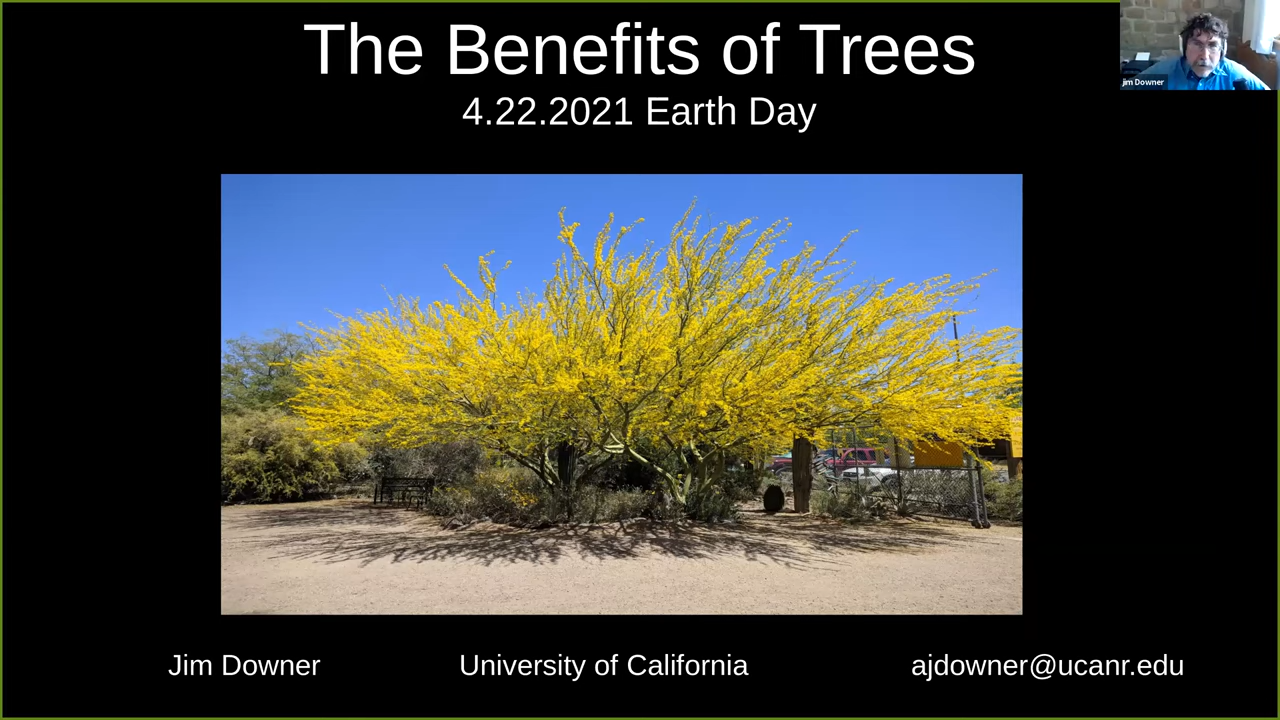 The Benefits of Trees
4.22.2021 Earth Day
jim Downer
Jim Downer
University of California
ajdowner@ucanr.edu